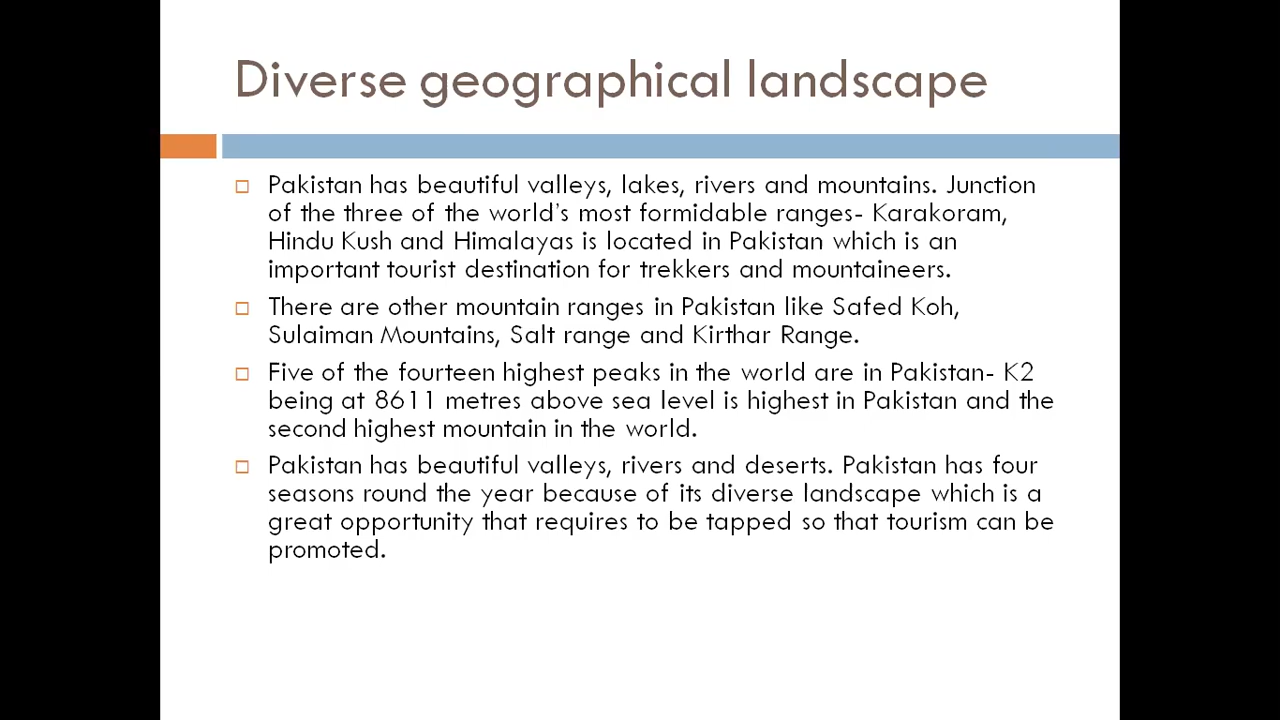 Diverse geographical landscape
Pakistan has beautiful valleys, lakes, rivers and mountains. Junction
of the three of the world's most formidable ranges- Karakoram,
Hindu Kush and Himalayas is located in Pakistan which is an
important tourist destination for trekkers and mountaineers.
There are other mountain ranges in Pakistan like Safed Koh,
Sulaiman Mountains, Salt range and Kirthar Range.
Five of the fourteen highest peaks in the world are in Pakistan- K2
being at 8611 metres above sea level is highest in Pakistan and the
second highest mountain in the world.
Pakistan has beautiful valleys, rivers and deserts. Pakistan has four
seasons round the year because of its diverse landscape which is a
great opportunity that requires to be tapped so that tourism can be
promoted.